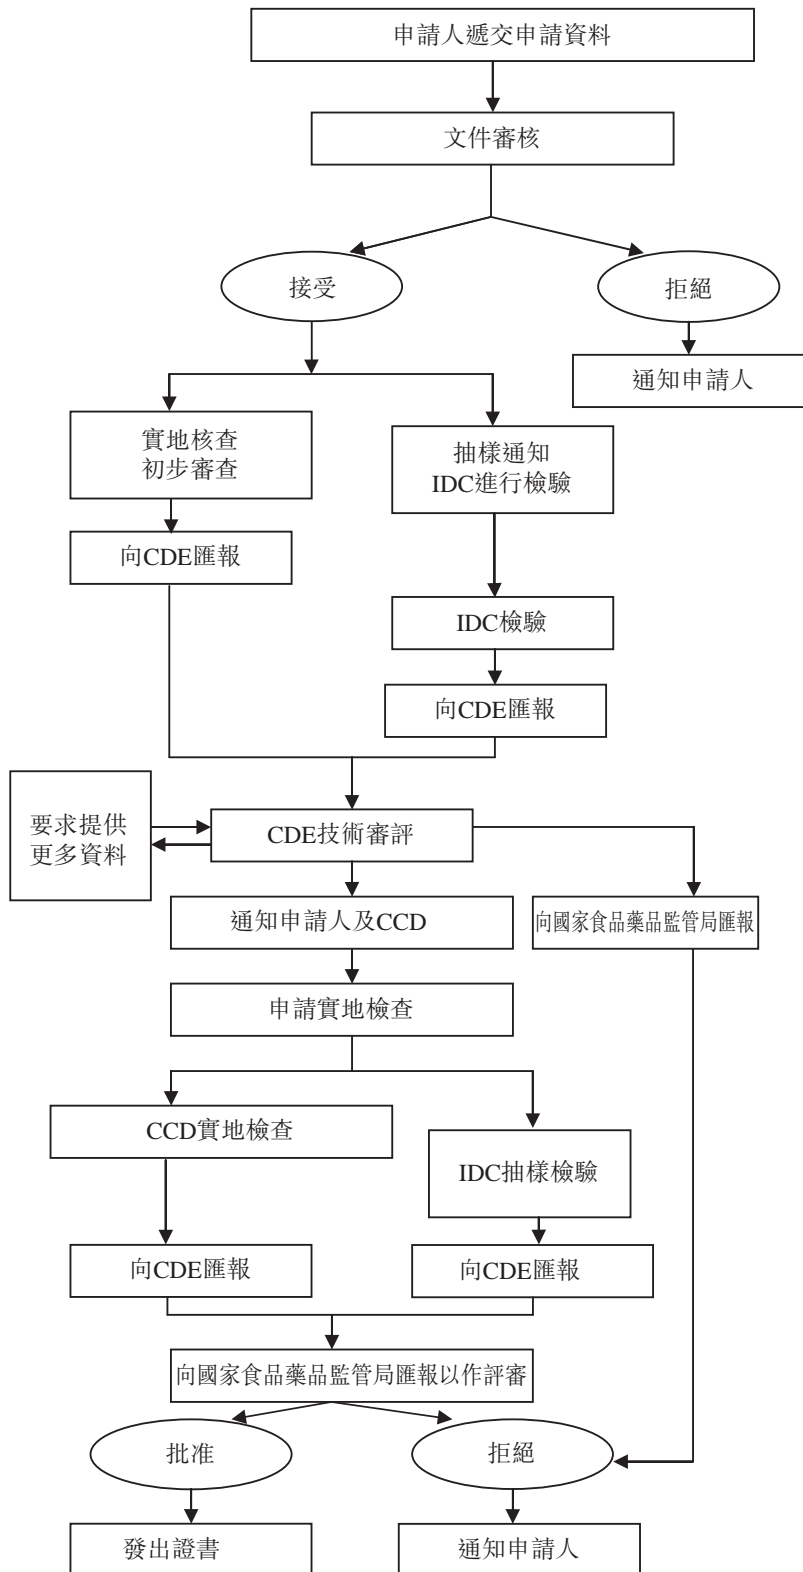 申請人遞交申請資料
文件審核
接受
拒絕
通知申請人
實地核查
初步審查
抽樣通知
IDC進行檢驗
向CDE匯報
IDC檢驗
向CDE匯報
要求提供
更多資料
CDE技術審評
通知申請人及CCD
向國家食品藥品監管局匯報
申請實地檢查
CCD實地檢查
IDC抽樣檢驗
向CDE匯報
向CDE匯報
向國家食品藥品監管局匯報以作評審
批准
拒絕
發出證書
通知申請人